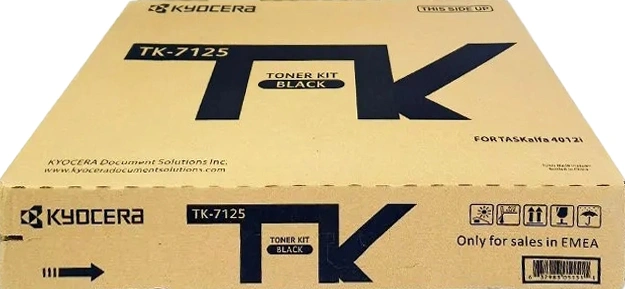 KYOCERA
THIS SIDE UP
TK-7125
TK
TONER KIT
BLACK
FOR TASKalfa 4012i
KYOCERA Document Solutions Inc.
www.kyoceradocumentsolutions.com
KYOCERA
TK-7125
TK
TONER KIT
BLACK
Only for sales in EMEA